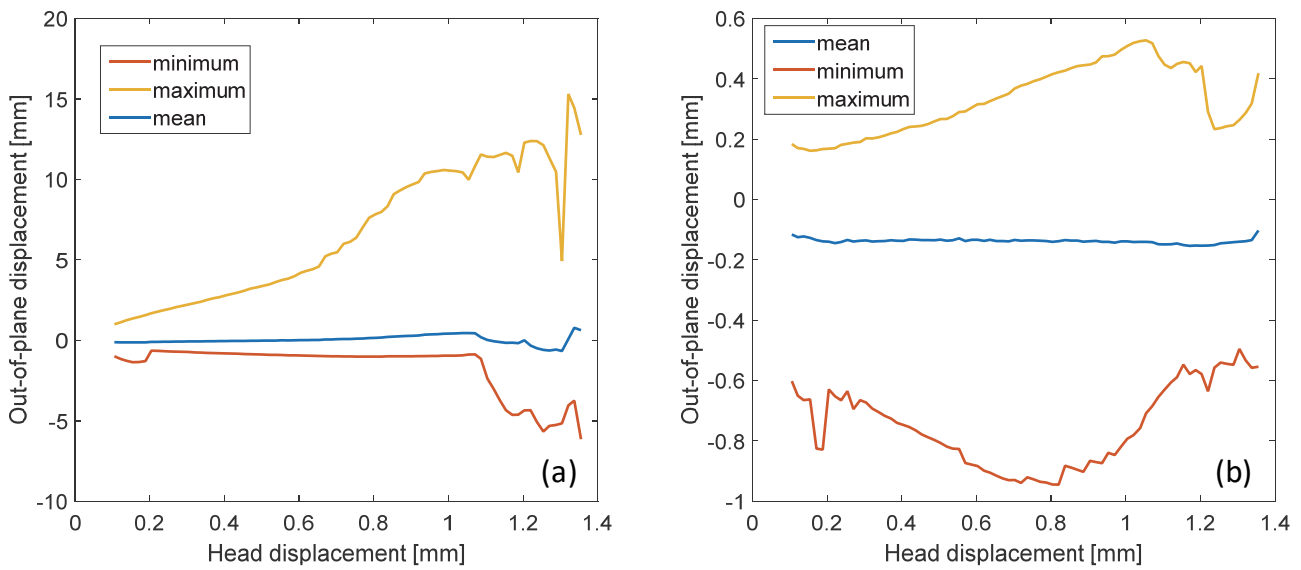 20
15
10
5
0
-5
-10
Out-of-plane displacement [mm]
minimum
maximum
mean
(a)
0 0.2 0.4 0.6 0.8 1 1.2 1.4
Head displacement [mm]
0.6
0.4
0.2
0
-0.2
-0.4
-0.6
-0.8
-1
Out-of-plane displacement [mm]
mean
minimum
maximum
(b)
0 0.2 0.4 0.6 0.8 1 1.2 1.4
Head displacement [mm]